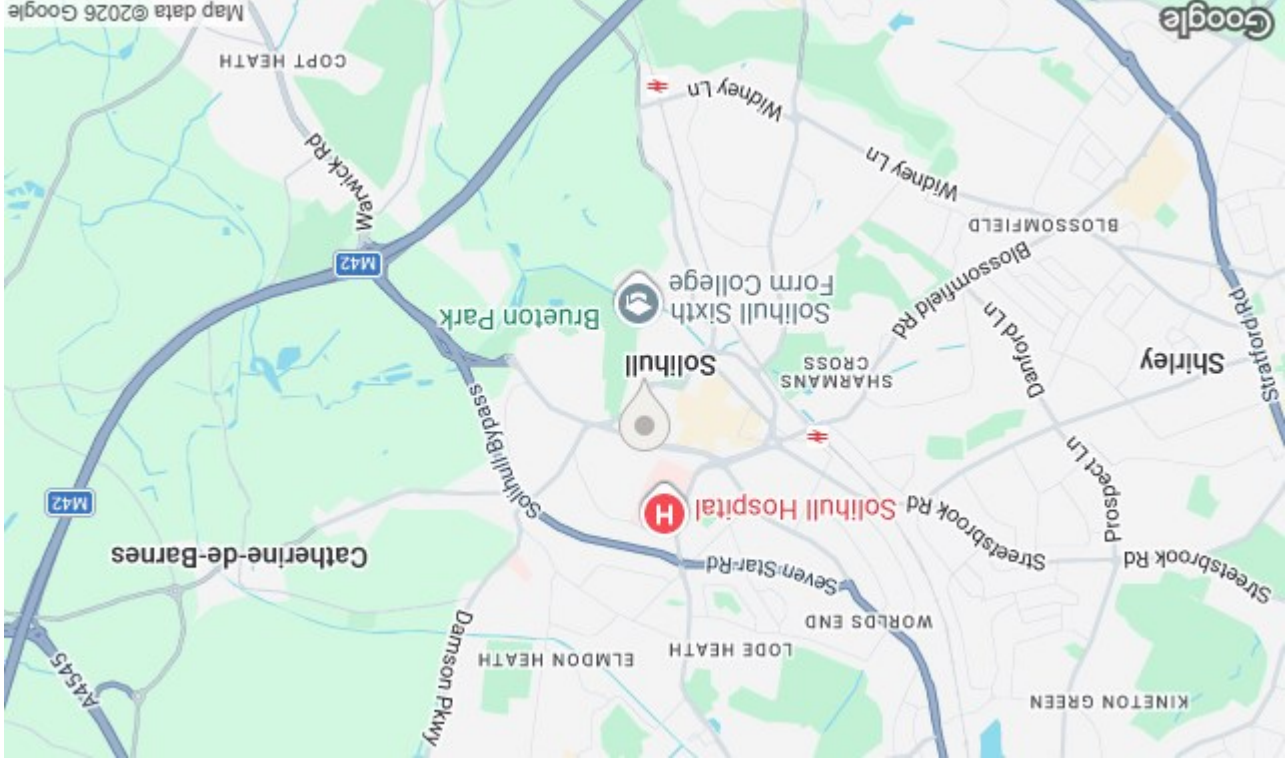 KINETON GREEN
LODE HEATH
ELMDON HEATH
Damson Pkwy
A4545
WORLDS END
Streetsbrook Rd
Seven Star Rd
Catherine-de-Barnes
Streetsbrook Rd
Prospect Ln
Solihull Hospital
H
Solihull Bypass
M42
Shirley
Stratford Rd
Danford Ln
SHARMANS
CROSS
Solihull
Blossomfield Rd
Solihull Sixth
Form College
Brueton Park
M42
BLOSSOMFIELD
Warwick Rd
Widney Ln
Widney Ln
COPT HEATH
Google
Map data ©2026 Google